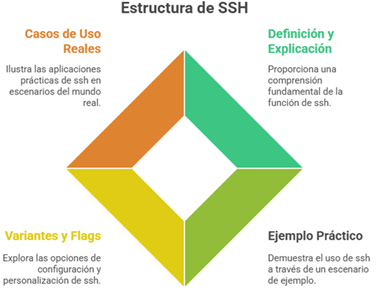 Estructura de SSH
Casos de Uso
Reales
Ilustra las aplicaciones
prácticas de ssh en
escenarios del mundo
real.
Definición y
Explicación
Proporciona una
comprensión
fundamental de la
función de ssh.
Variantes y Flags
Explora las opciones de
configuración y
personalización de ssh.
Ejemplo Práctico
Demuestra el uso de ssh
a través de un escenario
de ejemplo.